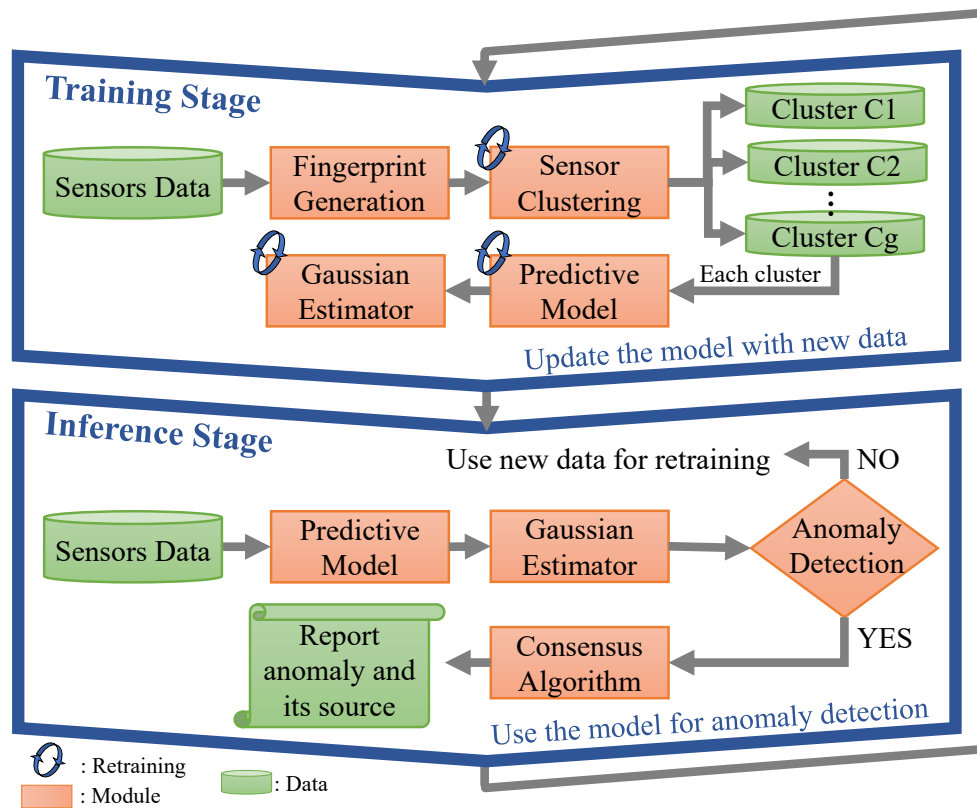 Training Stage
Sensors Data
Fingerprint
Generation
Sensor
Clustering
Cluster C1
Cluster C2
⋮
Cluster Cg
Each cluster
Predictive
Model
Gaussian
Estimator
Update the model with new data
Inference Stage
Use new data for retraining
NO
Sensors Data
Predictive
Model
Gaussian
Estimator
Anomaly
Detection
YES
Consensus
Algorithm
Report
anomaly and
its source
Use the model for anomaly detection
: Retraining
: Module
: Data